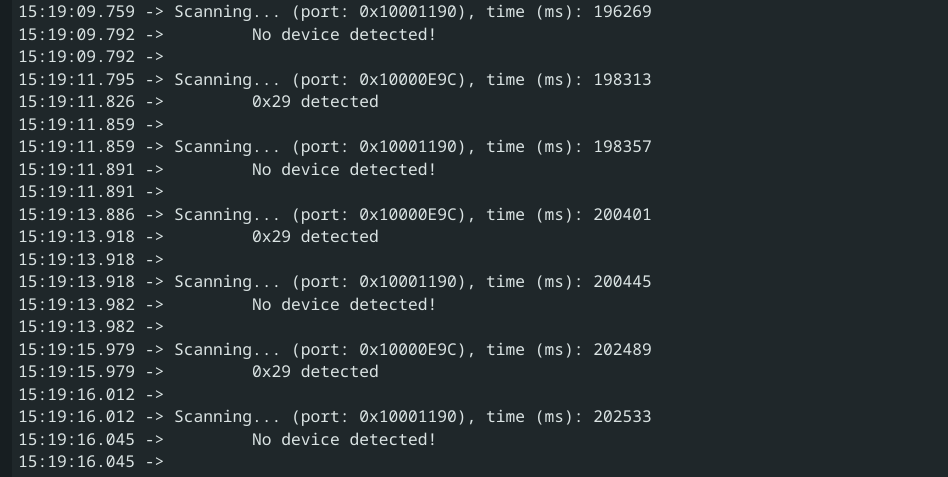 15:19:09.759 -> Scanning... (port: 0x10001190), time (ms): 196269
15:19:09.792 ->         No device detected!
15:19:09.792 ->
15:19:11.795 -> Scanning... (port: 0x10000E9C), time (ms): 198313
15:19:11.826 ->         0x29 detected
15:19:11.859 ->
15:19:11.859 -> Scanning... (port: 0x10001190), time (ms): 198357
15:19:11.891 ->         No device detected!
15:19:11.891 ->
15:19:13.886 -> Scanning... (port: 0x10000E9C), time (ms): 200401
15:19:13.918 ->         0x29 detected
15:19:13.918 ->
15:19:13.918 -> Scanning... (port: 0x10001190), time (ms): 200445
15:19:13.982 ->         No device detected!
15:19:13.982 ->
15:19:15.979 -> Scanning... (port: 0x10000E9C), time (ms): 202489
15:19:15.979 ->         0x29 detected
15:19:16.012 ->
15:19:16.012 -> Scanning... (port: 0x10001190), time (ms): 202533
15:19:16.045 ->         No device detected!
15:19:16.045 ->